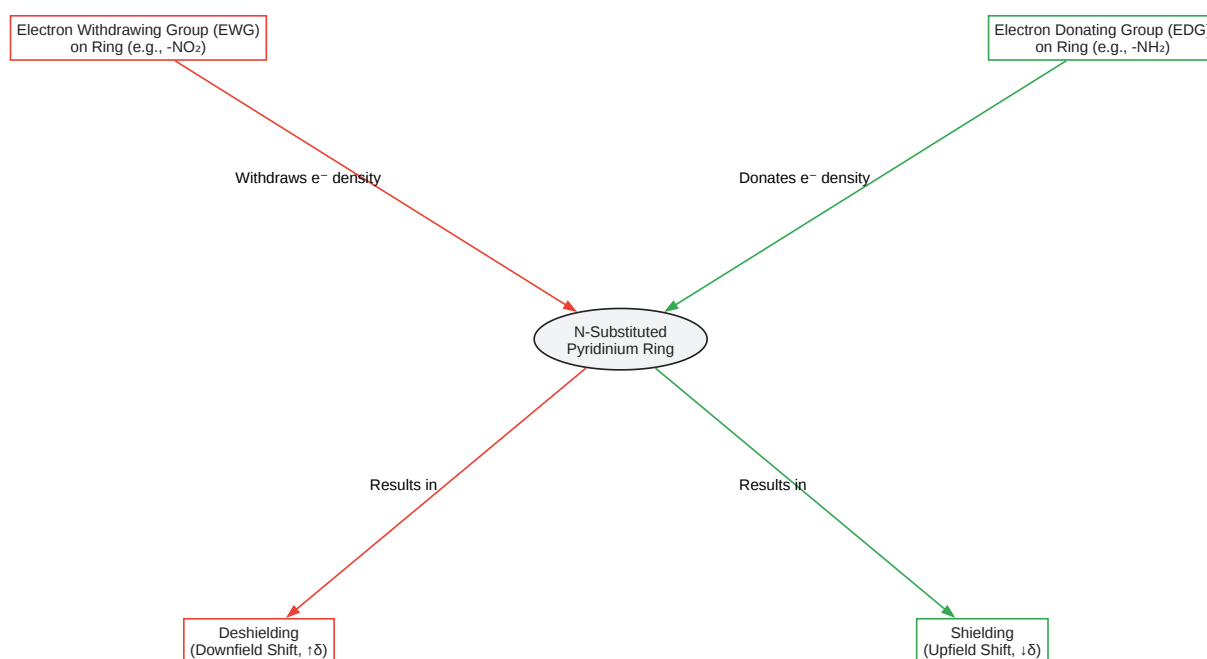 Electron Withdrawing Group (EWG)
on Ring (e.g., -NO₂)
Electron Donating Group (EDG)
on Ring (e.g., -NH₂)
Withdraws e⁻ density
Donates e⁻ density
N-Substituted
Pyridinium Ring
Results in
Results in
Deshielding
(Downfield Shift, ↑δ)
Shielding
(Upfield Shift, ↓δ)